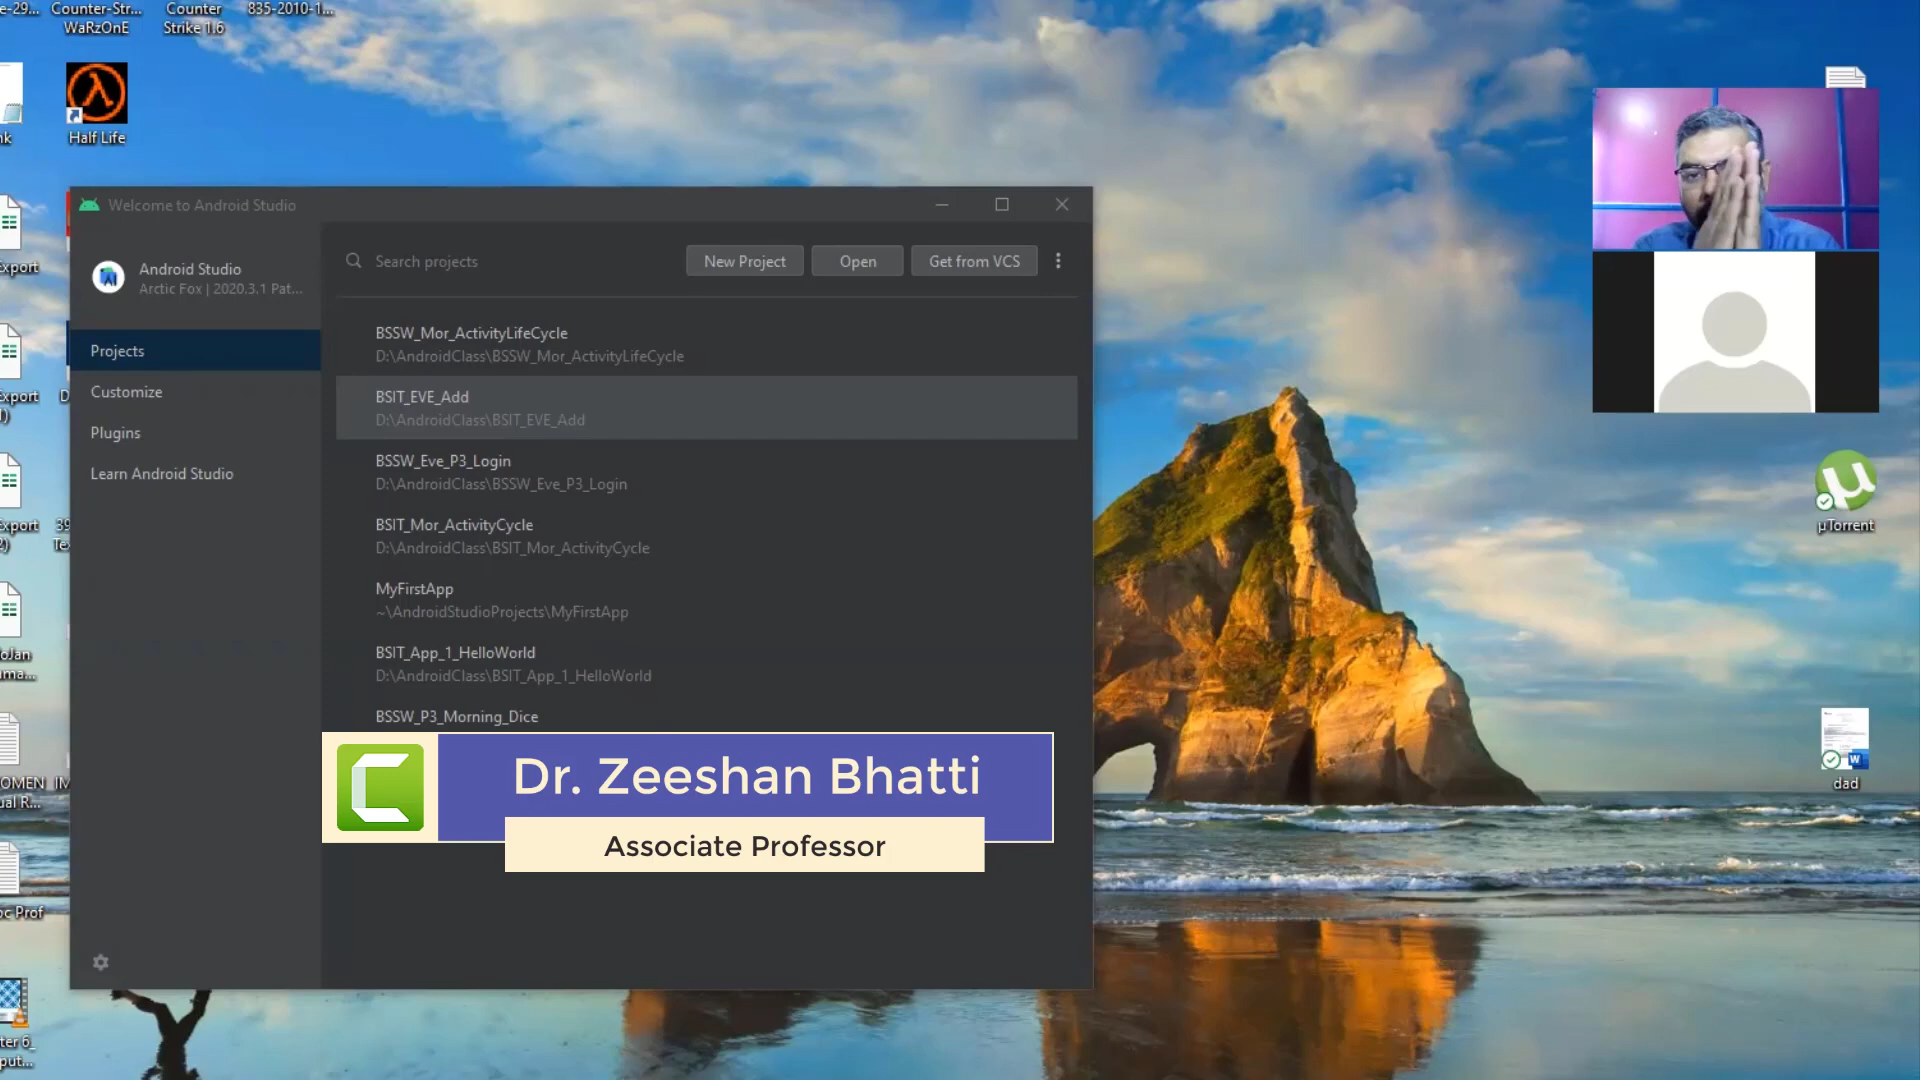 Counter-Str...
WaRzOnE
Counter
Strike 1.6
835-2010-1...
Half Life
Welcome to Android Studio
Android Studio
Arctic Fox | 2020.3.1 Pat...
Search projects
New Project
Open
Get from VCS
Projects
Customize
Plugins
Learn Android Studio
BSSW_Mor_ActivityLifeCycle
D:\AndroidClass\BSSW_Mor_ActivityLifeCycle
BSIT_EVE_Add
D:\AndroidClass\BSIT_EVE_Add
BSSW_Eve_P3_Login
D:\AndroidClass\BSSW_Eve_P3_Login
BSIT_Mor_ActivityCycle
D:\AndroidClass\BSIT_Mor_ActivityCycle
MyFirstApp
~\AndroidStudioProjects\MyFirstApp
BSIT_App_1_HelloWorld
D:\AndroidClass\BSIT_App_1_HelloWorld
BSSW_P3_Morning_Dice
Dr. Zeeshan Bhatti
Associate Professor
µTorrent
W
dad